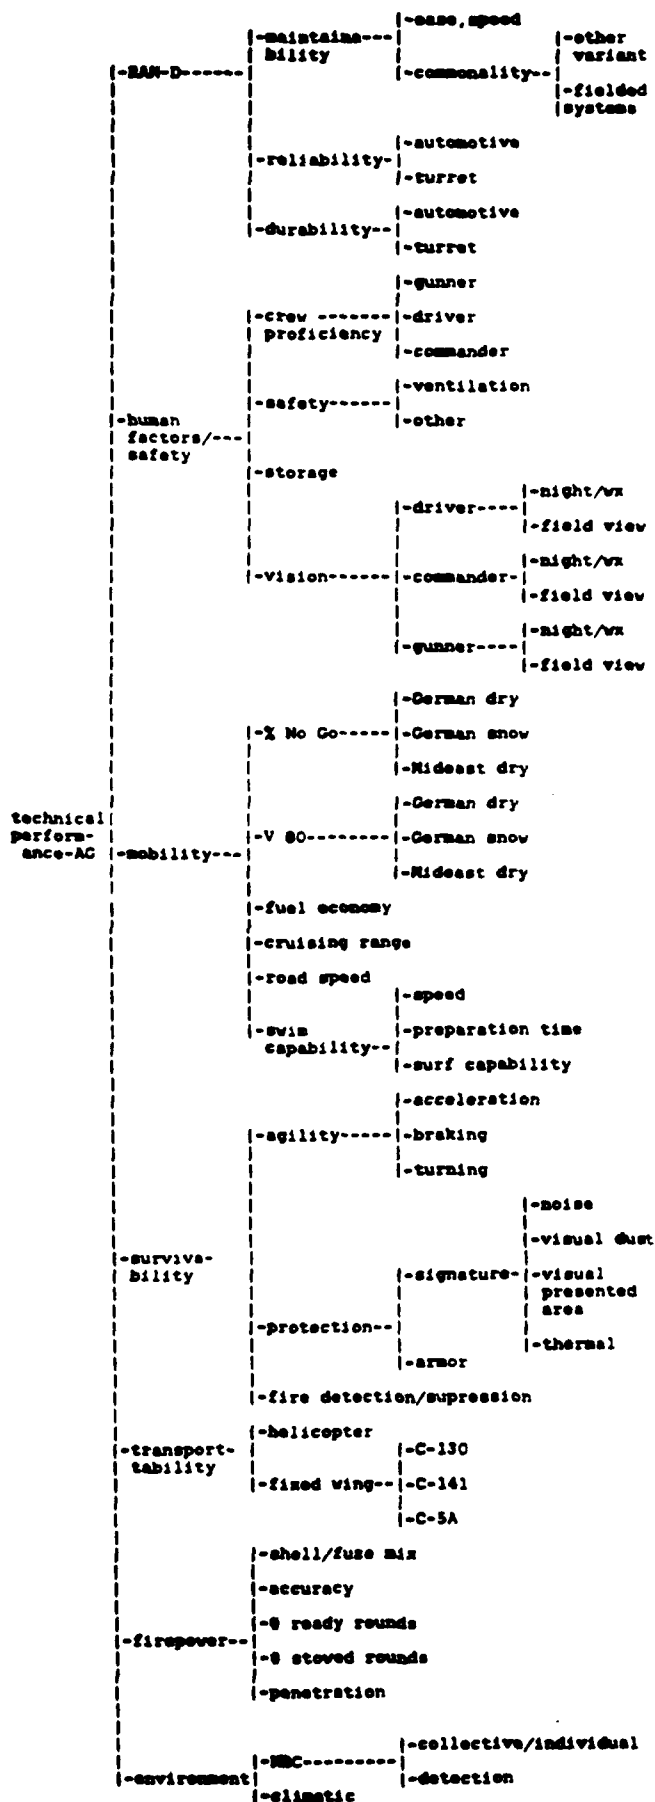 -ease,speed
-maintaina---
bility
-other
variant
-RAM-D-----
-commonality--
-fielded
systems
-automotive
-reliability-
-turret
-automotive
-durability--
-turret
-gunner
-crew -------
proficiency
-driver
-commander
-ventilation
-safety------
-other
-human
factors/---
safety
-storage
-night/wx
-driver----
-field view
-night/wx
-vision------
-commander-
-field view
-night/wx
-gunner----
-field view
-German dry
-% No Go-----
-German snow
-Mideast dry
-German dry
technical
perform-
ance-AG
-mobility---
-V 80--------
-German snow
-Mideast dry
-fuel economy
-cruising range
-road speed
-speed
-swim
capability--
-preparation time
-surf capability
-acceleration
-agility-----
-braking
-turning
-noise
-visual dust
-surviva-
bility
-signature-
-visual
presented
area
-protection--
-thermal
-armor
-fire detection/supression
-helicopter
-transport-
tability
-C-130
-fixed wing--
-C-141
-C-5A
-shell/fuze mix
-accuracy
-# ready rounds
-firepower--
-# stowed rounds
-penetration
-collective/individual
-NBC---------
-detection
-environment
-climatic